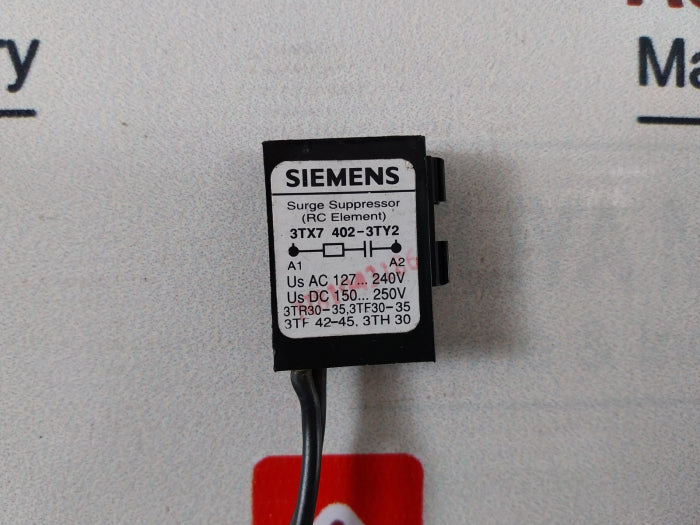 ry
Ma
SIEMENS
Surge Suppressor
(RC Element)
3TX7 402-3TY2
A1 A2
Us AC 127... 240V
Us DC 150... 250V
3TR30-35,3TF30-35
3TF 42-45, 3TH 30